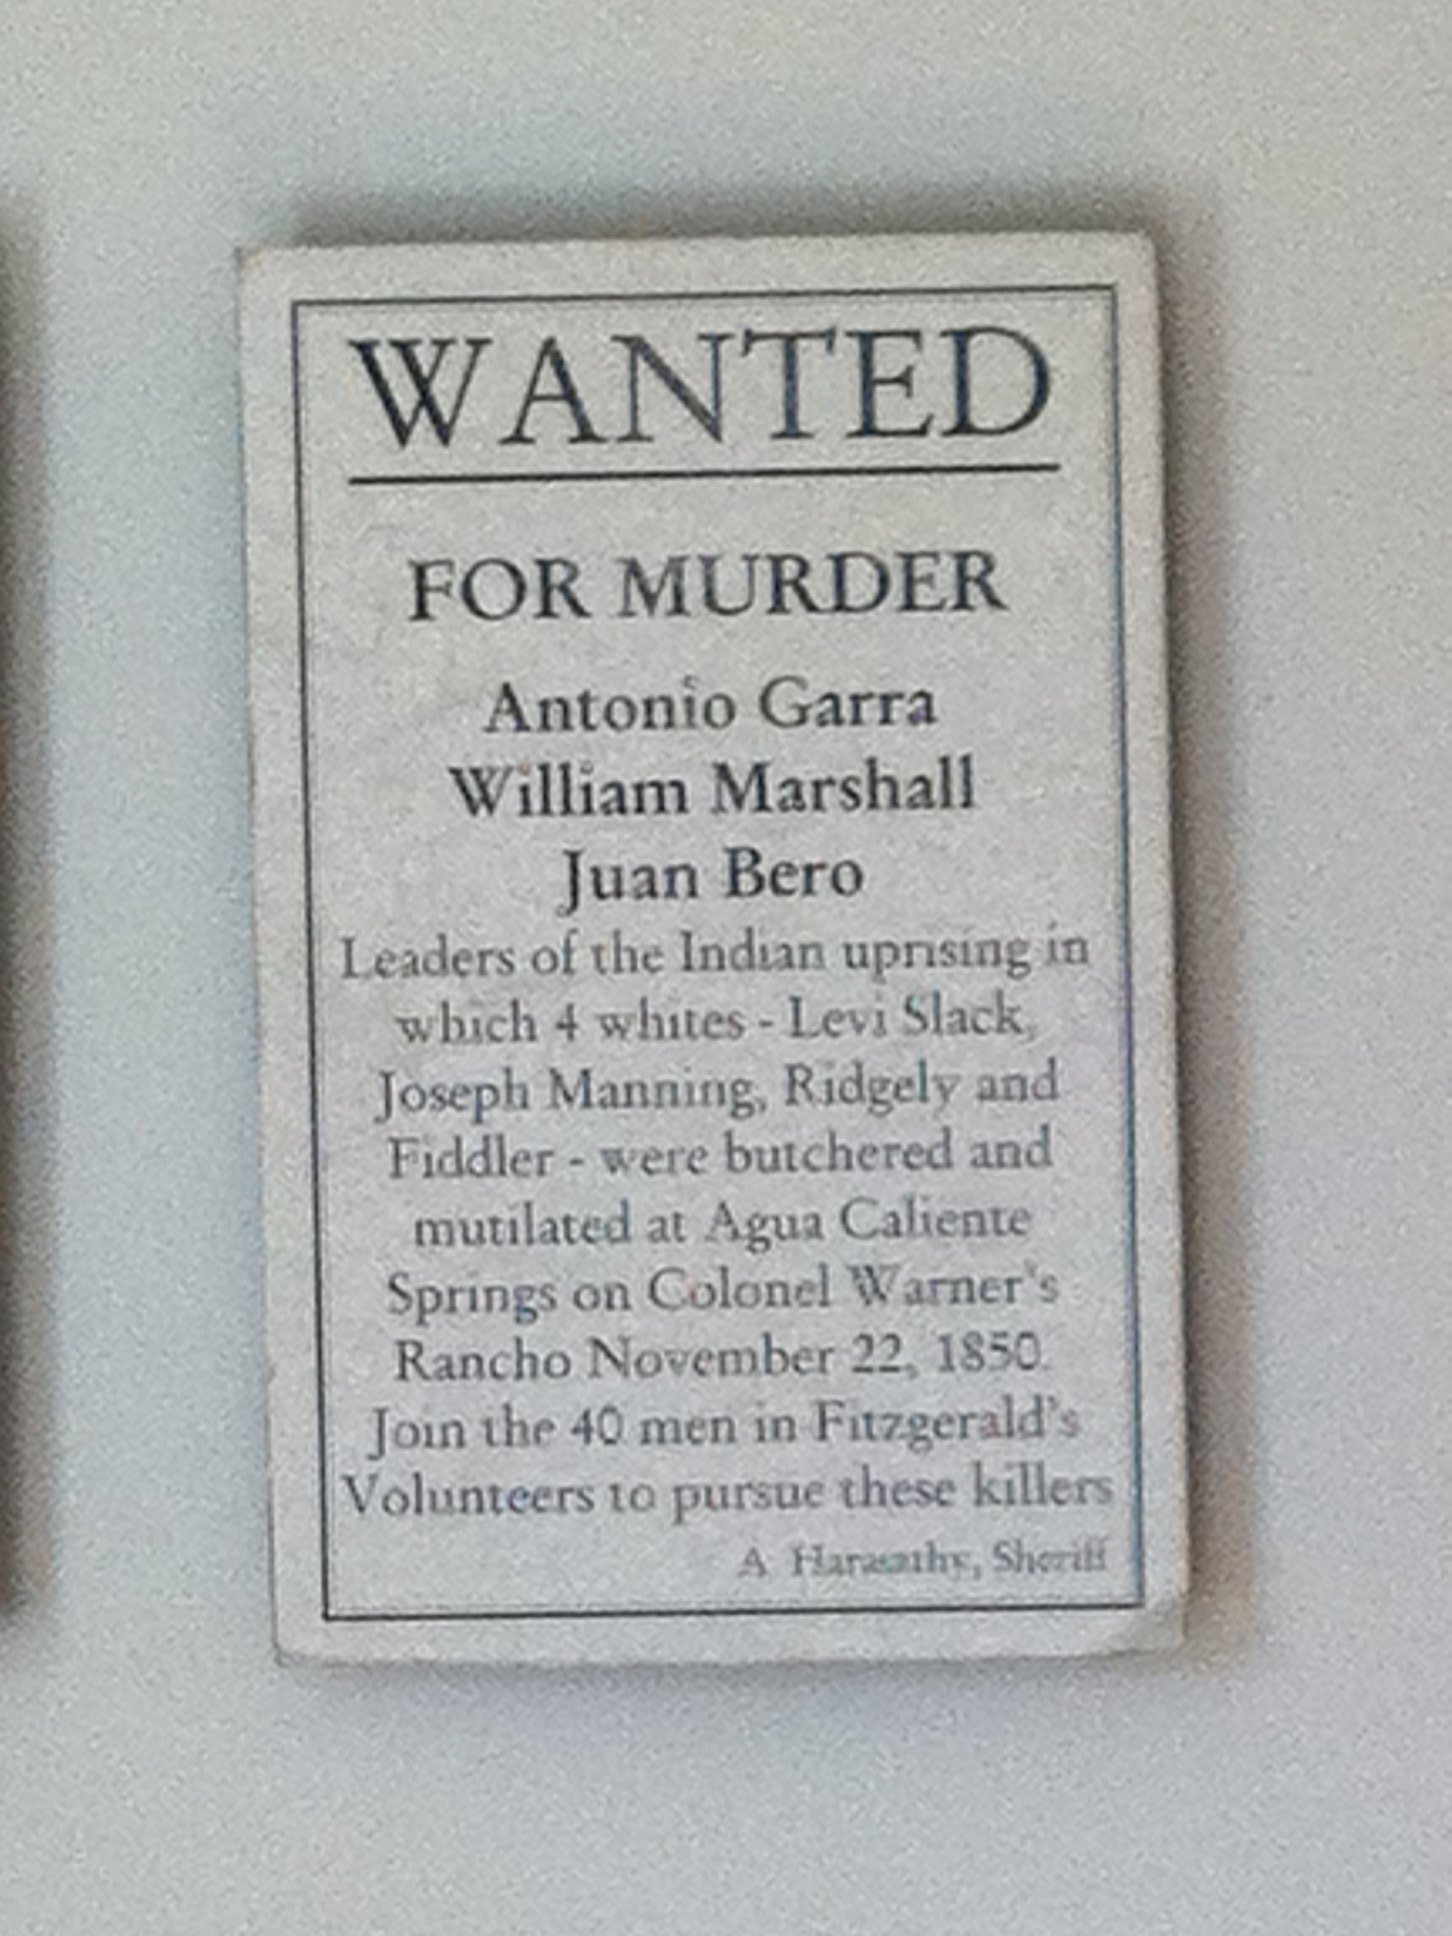 WANTED
FOR MURDER
Antonio Garra
William Marshall
Juan Bero
Leaders of the Indian uprising in
which 4 whites - Levi Slack,
Joseph Manning, Ridgely and
Fiddler - were butchered and
mutilated at Agua Caliente
Springs on Colonel Warner's
Rancho November 22, 1850.
Join the 40 men in Fitzgerald's
Volunteers to pursue these killers
A Sheriff